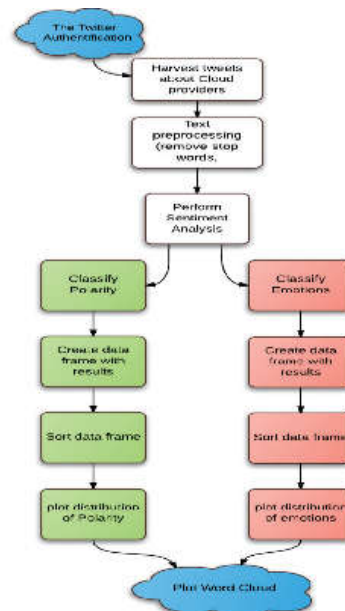 The Twitter
Authentification
Harvest tweets
about Cloud
providers
Text
preprocessing
(remove stop
words,
Perform
Sentiment
Analysis
Classify
Polarity
Create data
frame with
results
Sort data frame
plot distribution
of Polarity
Classify
Emotions
Create data
frame with
results
Sort data frame
plot distribution
of emotions
Plot Word Cloud